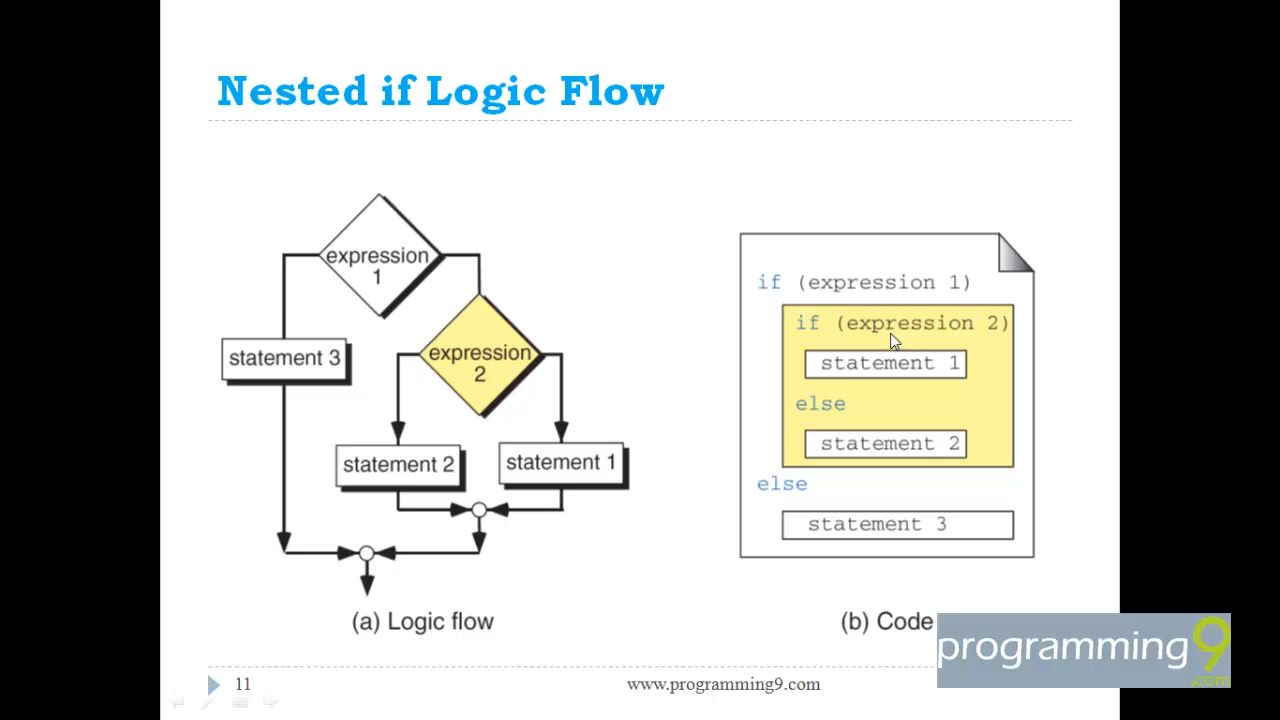 Nested if Logic Flow
expression
1
statement 3
expression
2
statement 2
statement 1
(a) Logic flow
if (expression 1)
if (expression 2)
statement 1
else
statement 2
else
statement 3
(b) Code
programming9
.com
11
www.programming9.com